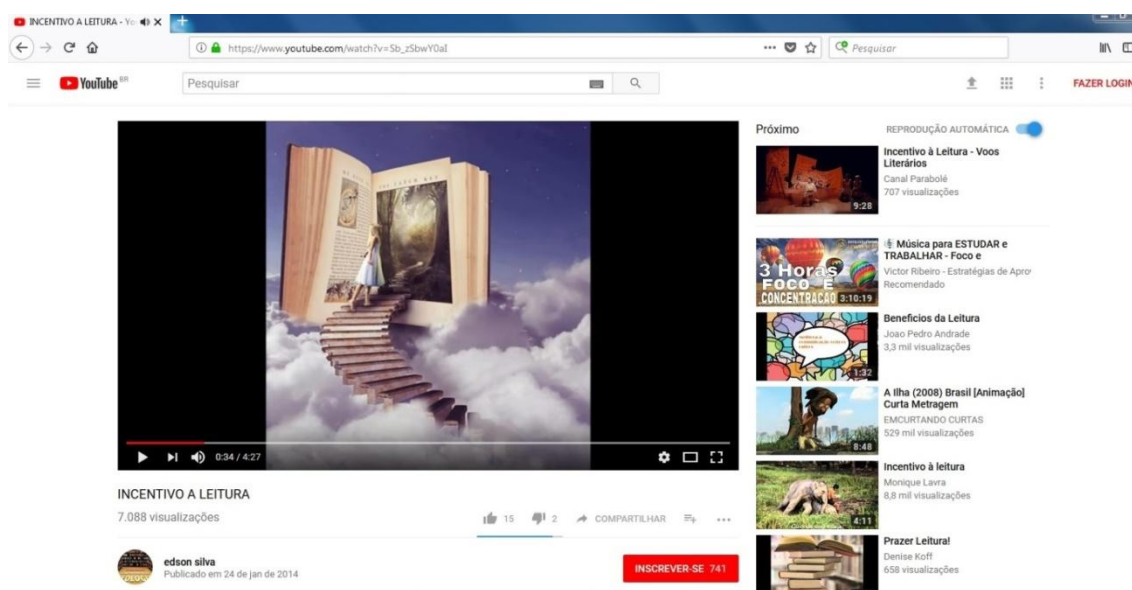 INCENTIVO A LEITURA - Yo
https://www.youtube.com/watch?v=Sb_zSbwY0aI
Pesquisar
YouTube BR
Pesquisar
FAZER LOGIN
0:34 / 4:27
INCENTIVO A LEITURA
7.088 visualizações
15
2
COMPARTILHAR
edson silva
Publicado em 24 de jan de 2014
INSCREVER-SE 741
Próximo
REPRODUÇÃO AUTOMÁTICA
9:28
Incentivo à Leitura - Voos
Literários
Canal Parabolé
707 visualizações
3 Horas
FOCO E
CONCENTRAÇÃO
3:10:19
Música para ESTUDAR e
TRABALHAR - Foco e
Victor Ribeiro - Estratégias de Apro
Recomendado
1:32
Beneficios da Leitura
Joao Pedro Andrade
3,3 mil visualizações
8:48
A Ilha (2008) Brasil [Animação]
Curta Metragem
EMCURTANDO CURTAS
529 mil visualizações
4:11
Incentivo à leitura
Monique Lavra
8,8 mil visualizações
Prazer Leitura!
Denise Koff
658 visualizações